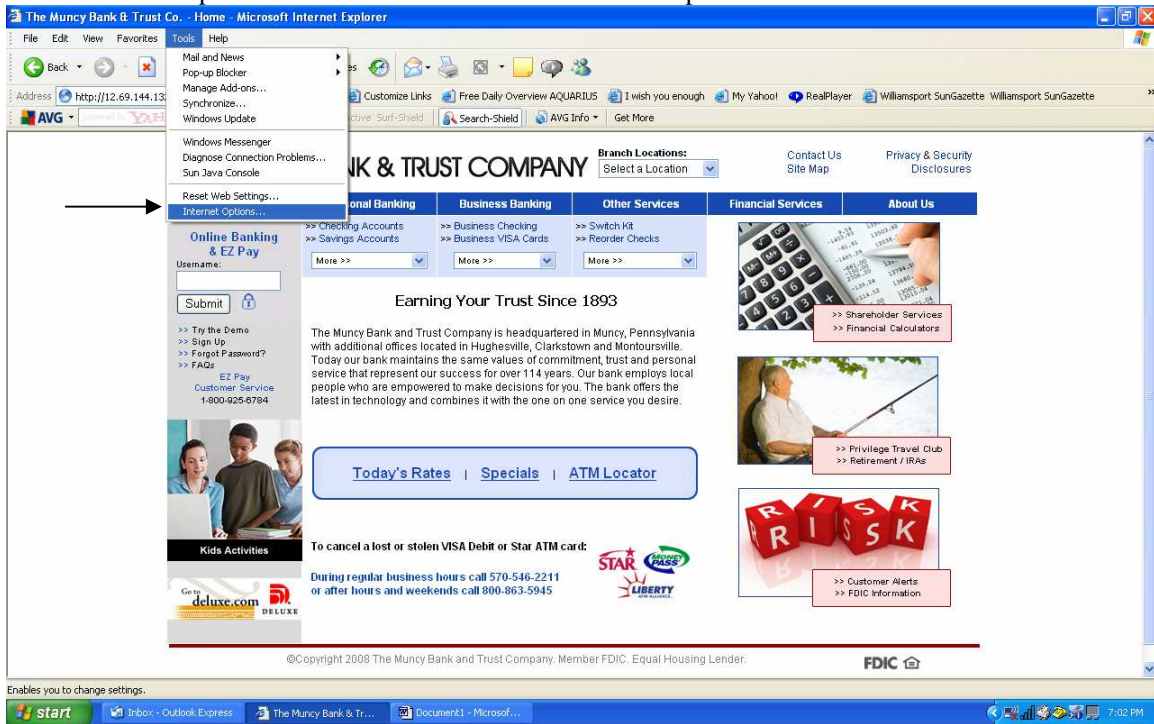 The Muncy Bank & Trust Co. - Home - Microsoft Internet Explorer
File Edit View Favorites Tools Help
Back
Mail and News
Pop-up Blocker
Manage Add-ons...
Synchronize...
Windows Update
Windows Messenger
Diagnose Connection Problems...
Sun Java Console
Reset Web Settings...
Internet Options...
Address http://12.69.144.13
Customize Links Free Daily Overview AQUARIUS I wish you enough My Yahoo! RealPlayer Williamsport SunGazette Williamsport SunGazette
AVG
Surf-Shield Search-Shield AVG Info Get More
& TRUST COMPANY
Branch Locations:
Select a Location
Contact Us
Site Map
Privacy & Security
Disclosures
onal Banking Business Banking Other Services Financial Services About Us
>> Checking Accounts
>> Savings Accounts
More >>
>> Business Checking
>> Business VISA Cards
More >>
>> Switch Kit
>> Reorder Checks
More >>
Online Banking
& EZ Pay
Username:
Submit
>> Try the Demo
>> Sign Up
>> Forgot Password?
>> FAQs
EZ Pay
Customer Service
1-800-925-6784
Kids Activities
Go to
deluxe.com
DELUXE
Earning Your Trust Since 1893
The Muncy Bank and Trust Company is headquartered in Muncy, Pennsylvania
with additional offices located in Hughesville, Clarkstown and Montoursville.
Today our bank maintains the same values of commitment, trust and personal
service that represent our success for over 114 years. Our bank employs local
people who are empowered to make decisions for you. The bank offers the
latest in technology and combines it with the one on one service you desire.
Today's Rates | Specials | ATM Locator
To cancel a lost or stolen VISA Debit or Star ATM card:
During regular business hours call 570-546-2211
or after hours and weekends call 800-863-5945
STAR
MONEY PASS
LIBERTY
>> Shareholder Services
>> Financial Calculators
>> Privilege Travel Club
>> Retirement / IRAs
RISK
RISK
>> Customer Alerts
>> FDIC Information
©Copyright 2008 The Muncy Bank and Trust Company. Member FDIC. Equal Housing Lender.
FDIC
Enables you to change settings.
start Inbox - Outlook Express The Muncy Bank & Tr... Document1 - Microsof... 7:02 PM